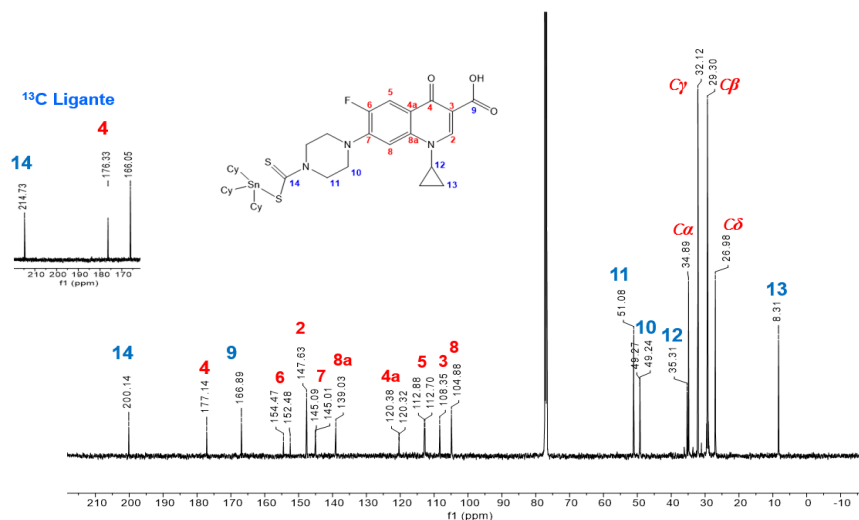 ¹³C Ligante
14
4
214.73
176.33
166.05
210 200 190 180 170 160
f1 (ppm)
O
OH
F
5
6
4a
4
3
9
O
7
8
8a
N
2
N
10
11
12
13
S
14
N
Cy
Sn
Cy
S
Cy
14
4
9
6
2
7
8a
4a
5
3
8
11
10
12
Cα
Cγ
Cβ
Cδ
13
200.14
177.14
166.89
154.47
152.48
147.63
145.09
145.01
139.03
120.38
120.32
112.88
112.70
108.35
104.88
51.08
49.27
49.24
35.31
34.89
32.12
29.30
26.98
8.31
210 200 190 180 170 160 150 140 130 120 110 100 90 80 70 60 50 40 30 20 10 0 -10
f1 (ppm)